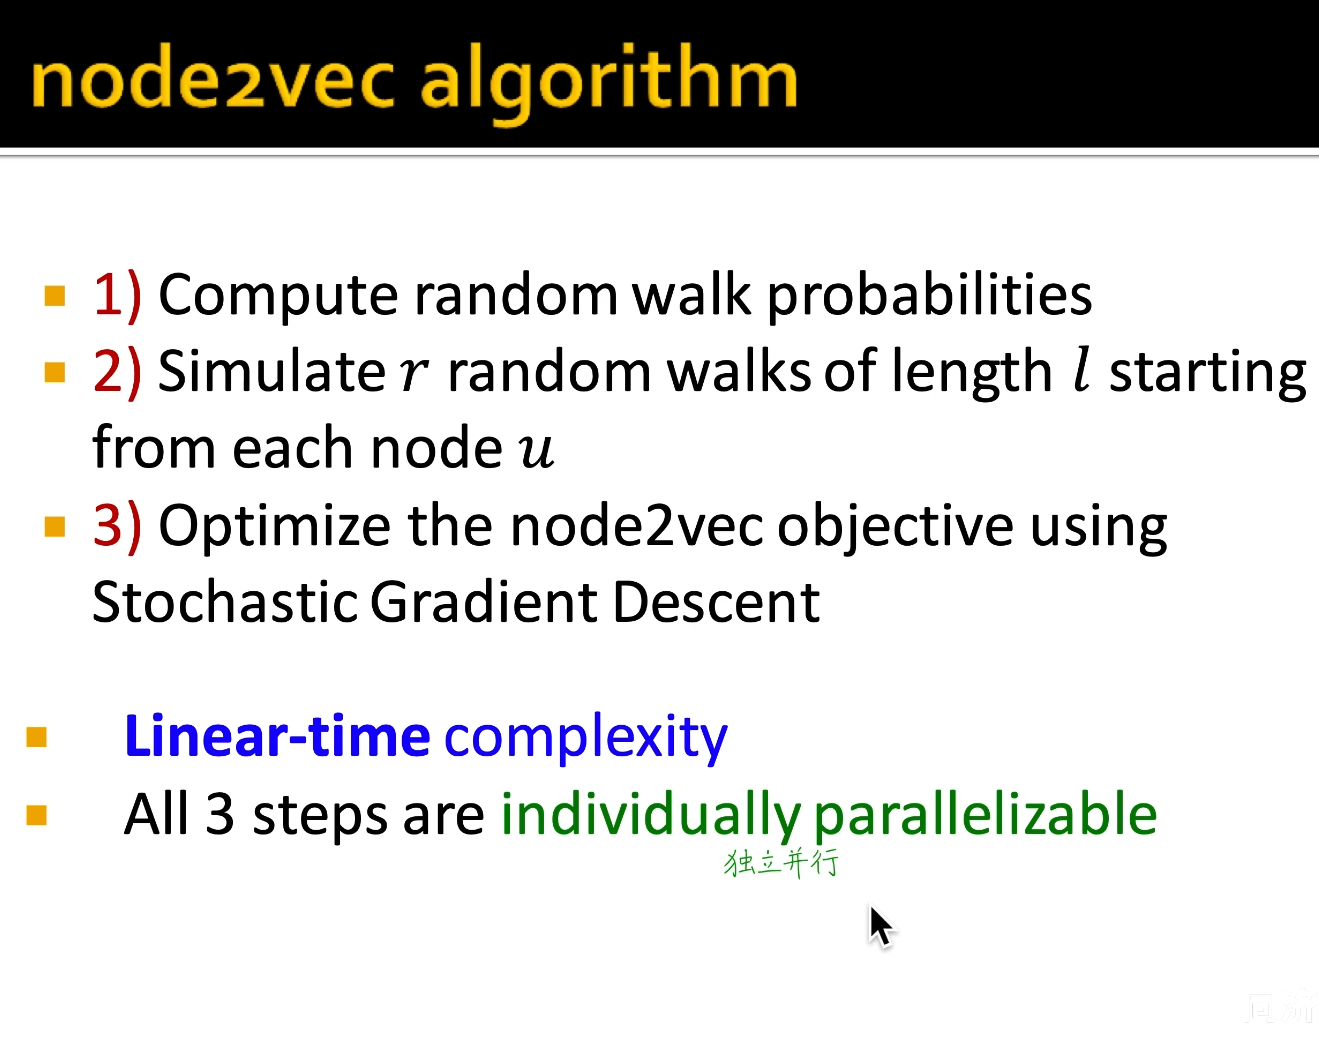 node2vec algorithm
1) Compute random walk probabilities
2) Simulate r random walks of length l starting
from each node u
3) Optimize the node2vec objective using
Stochastic Gradient Descent
Linear-time complexity
All 3 steps are individually parallelizable
独立并行